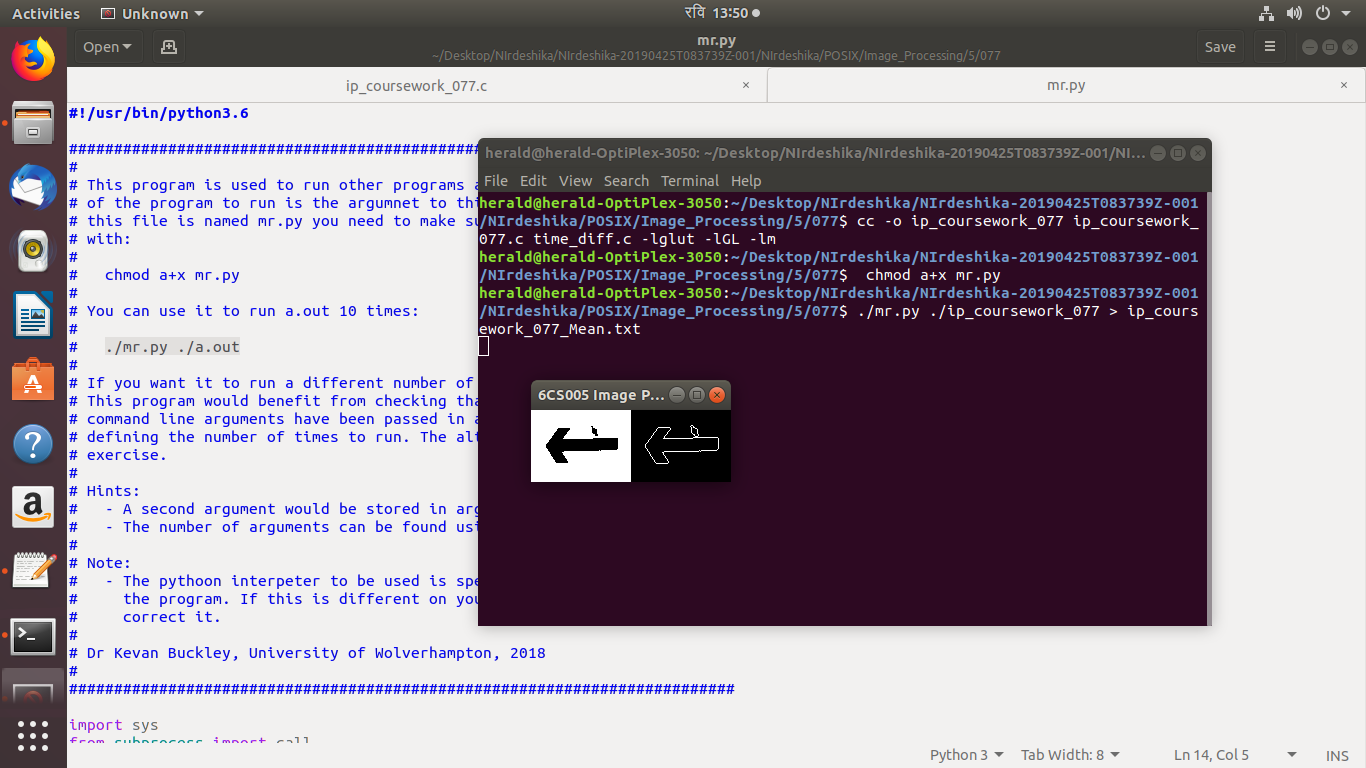 Activities
Unknown
रवि 13:50
Open
mr.py
~/Desktop/NIrdeshika/NIrdeshika-20190425T083739Z-001/NIrdeshika/POSIX/Image_Processing/5/077
Save
ip_coursework_077.c
mr.py
#!/usr/bin/python3.6
##########################################################################
#
# This program is used to run other programs a
# of the program to run is the argumnet to thi
# this file is named mr.py you need to make su
# with:
#
#   chmod a+x mr.py
#
# You can use it to run a.out 10 times:
#
#   ./mr.py ./a.out
#
# If you want it to run a different number of
# This program would benefit from checking tha
# command line arguments have been passed in a
# defining the number of times to run. The alt
# exercise.
#
# Hints:
#   - A second argument would be stored in arg
#   - The number of arguments can be found usi
#
# Note:
#   - The pythoon interpeter to be used is spe
#     the program. If this is different on you
#     correct it.
#
# Dr Kevan Buckley, University of Wolverhampton, 2018
#
##########################################################################
import sys
from subprocess import call
herald@herald-OptiPlex-3050: ~/Desktop/NIrdeshika/NIrdeshika-20190425T083739Z-001/NI...
File Edit View Search Terminal Help
herald@herald-OptiPlex-3050:~/Desktop/NIrdeshika/NIrdeshika-20190425T083739Z-001
/NIrdeshika/POSIX/Image_Processing/5/077$ cc -o ip_coursework_077 ip_coursework_
077.c time_diff.c -lglut -lGL -lm
herald@herald-OptiPlex-3050:~/Desktop/NIrdeshika/NIrdeshika-20190425T083739Z-001
/NIrdeshika/POSIX/Image_Processing/5/077$  chmod a+x mr.py
herald@herald-OptiPlex-3050:~/Desktop/NIrdeshika/NIrdeshika-20190425T083739Z-001
/NIrdeshika/POSIX/Image_Processing/5/077$ ./mr.py ./ip_coursework_077 > ip_cours
ework_077_Mean.txt
6CS005 Image P...
Python 3
Tab Width: 8
Ln 14, Col 5
INS